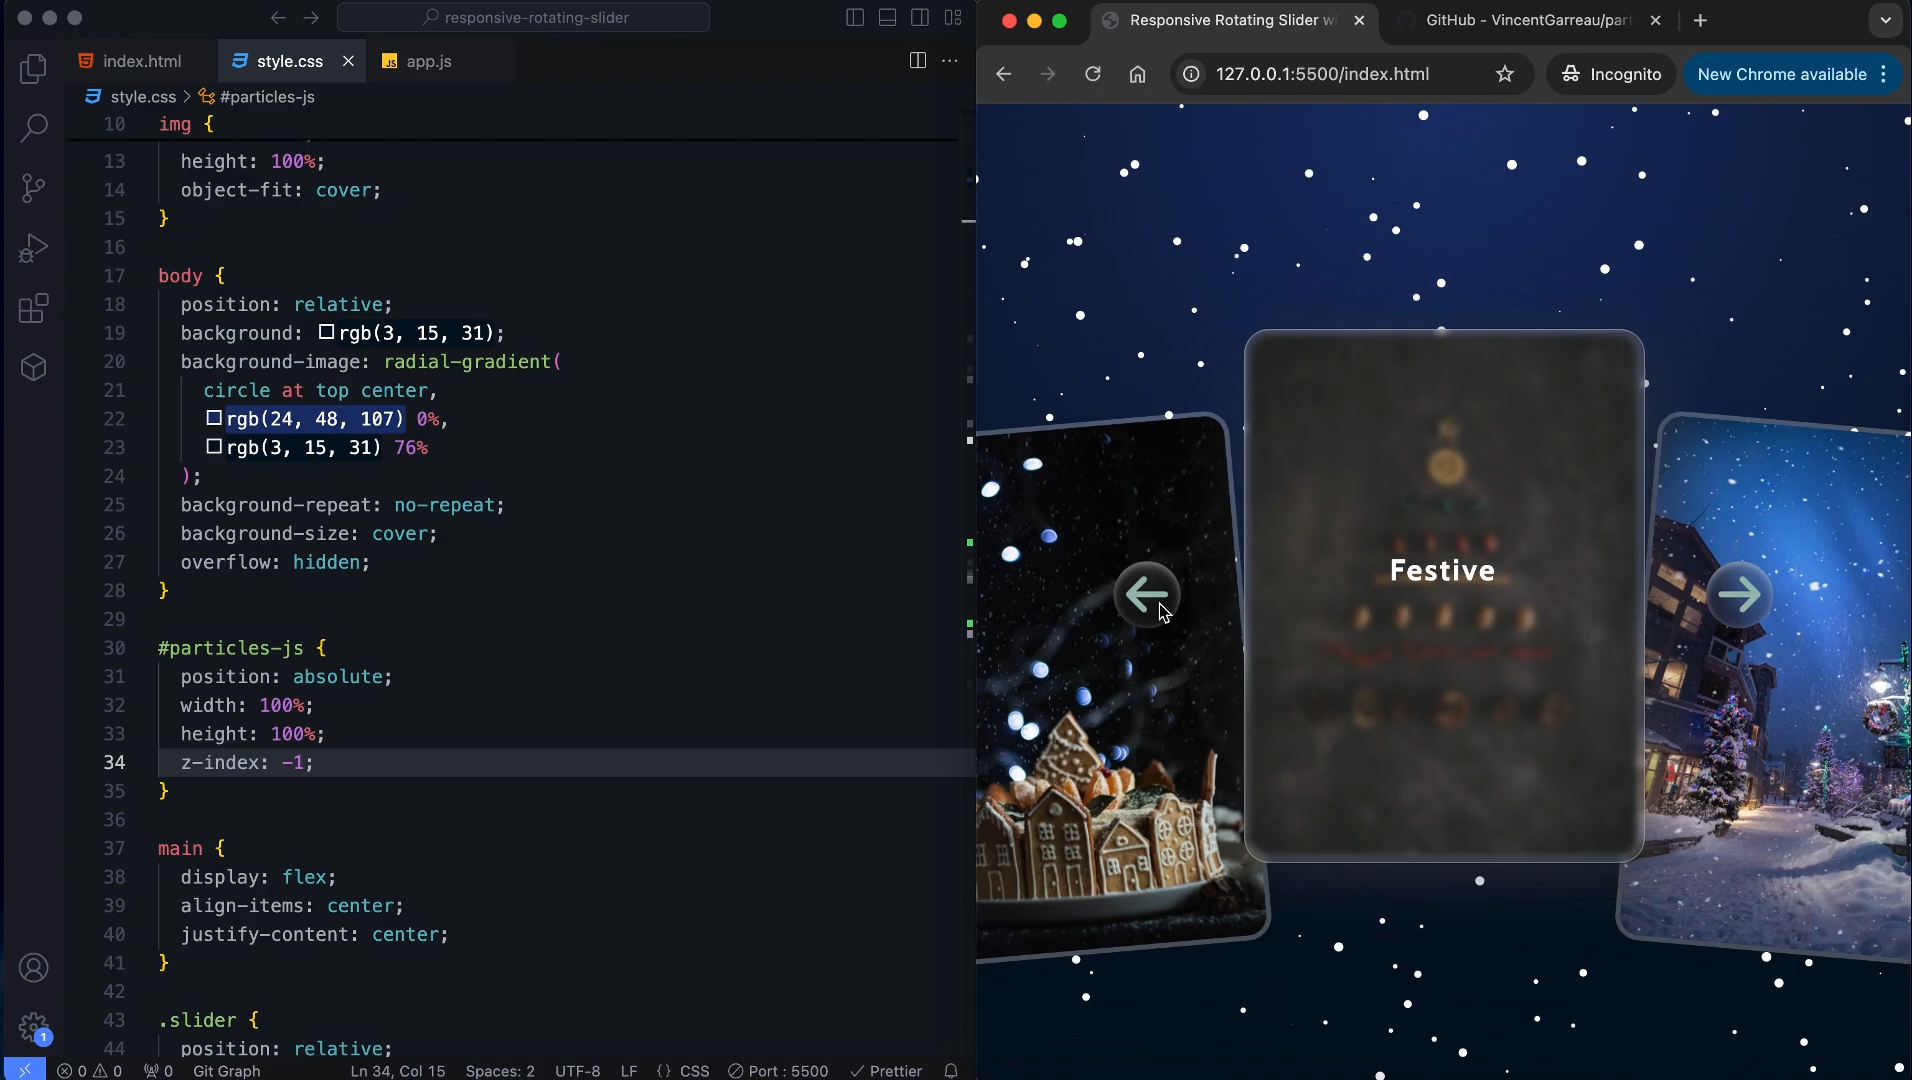 responsive-rotating-slider
index.html
style.css
JS app.js
style.css > #particles-js
10 img {
13 height: 100%;
14 object-fit: cover;
15 }
16
17 body {
18 position: relative;
19 background: rgb(3, 15, 31);
20 background-image: radial-gradient(
21 circle at top center,
22 rgb(24, 48, 107) 0%,
23 rgb(3, 15, 31) 76%
24 );
25 background-repeat: no-repeat;
26 background-size: cover;
27 overflow: hidden;
28 }
29
30 #particles-js {
31 position: absolute;
32 width: 100%;
33 height: 100%;
34 z-index: -1;
35 }
36
37 main {
38 display: flex;
39 align-items: center;
40 justify-content: center;
41 }
42
43 .slider {
44 position: relative;
1
0 0 0 Git Graph Ln 34, Col 15 Spaces: 2 UTF-8 LF {} CSS Port : 5500 Prettier
Responsive Rotating Slider wi
GitHub - VincentGarreau/part
127.0.0.1:5500/index.html
Incognito
New Chrome available
Festive